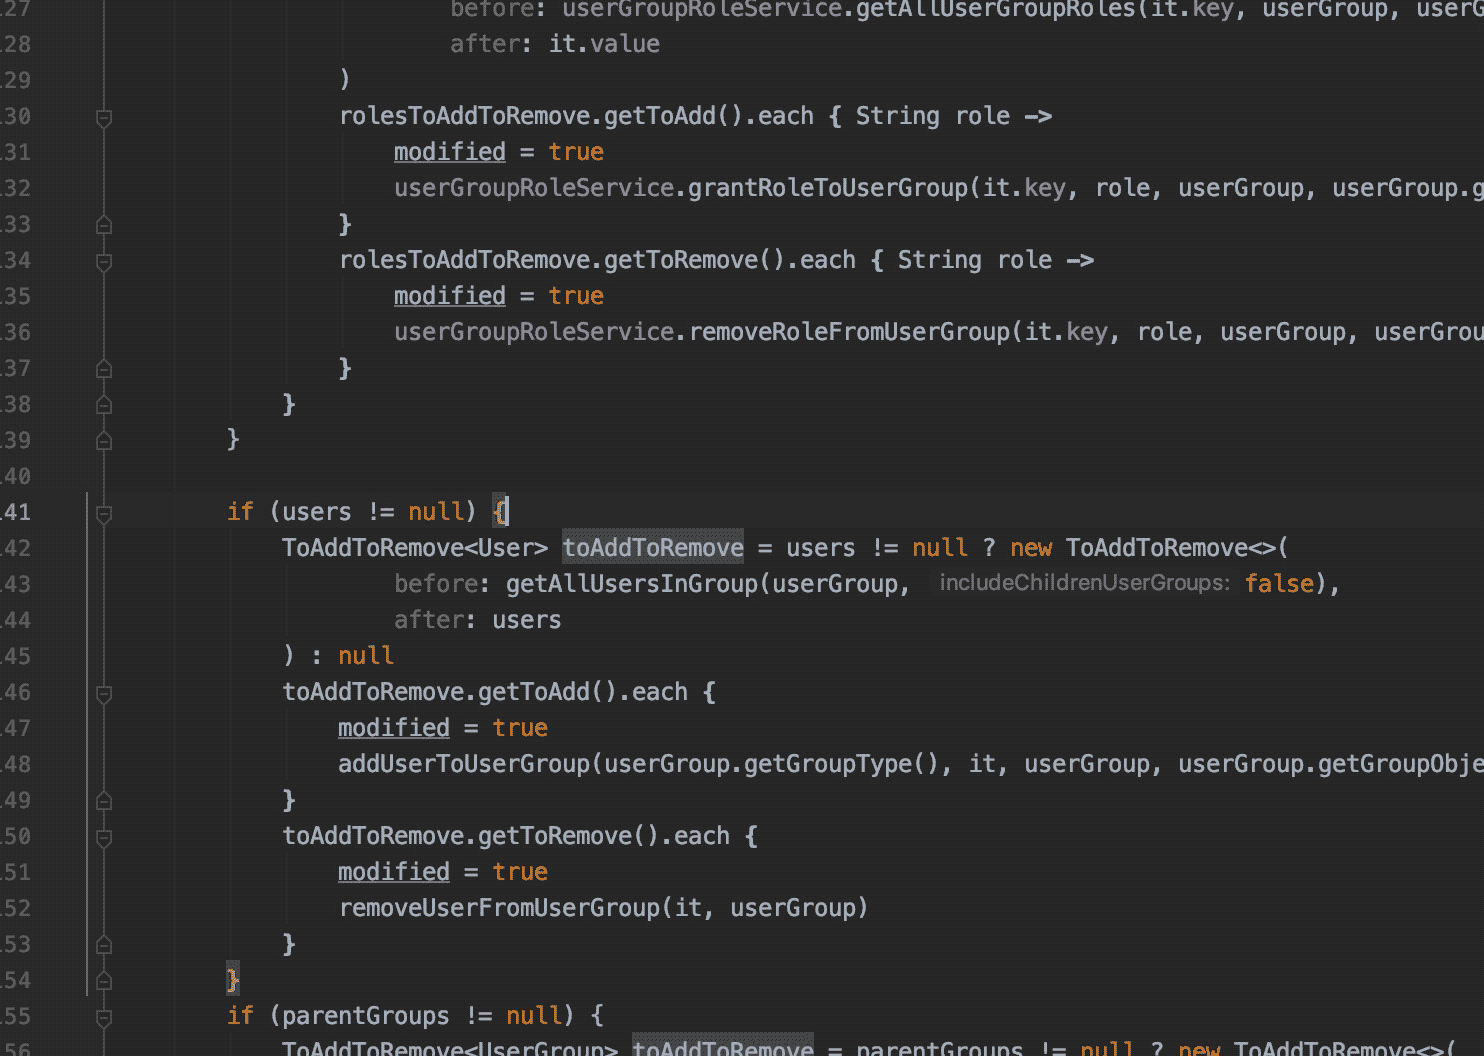 27 before: userGroupRoleService.getAllUserGroupRoles(it.key, userGroup, userG
28 after: it.value
29 )
30 rolesToAddToRemove.getToAdd().each { String role ->
31 modified = true
32 userGroupRoleService.grantRoleToUserGroup(it.key, role, userGroup, userGroup.g
33 }
34 rolesToAddToRemove.getToRemove().each { String role ->
35 modified = true
36 userGroupRoleService.removeRoleFromUserGroup(it.key, role, userGroup, userGrou
37 }
38 }
39 }
40
41 if (users != null) {
42 ToAddToRemove<User> toAddToRemove = users != null ? new ToAddToRemove<>(
43 before: getAllUsersInGroup(userGroup, includeChildrenUserGroups: false),
44 after: users
45 ) : null
46 toAddToRemove.getToAdd().each {
47 modified = true
48 addUserToUserGroup(userGroup.getGroupType(), it, userGroup, userGroup.getGroupObje
49 }
50 toAddToRemove.getToRemove().each {
51 modified = true
52 removeUserFromUserGroup(it, userGroup)
53 }
54 }
55 if (parentGroups != null) {
56 ToAddToRemove<UserGroup> toAddToRemove = parentGroups != null ? new ToAddToRemove<>(